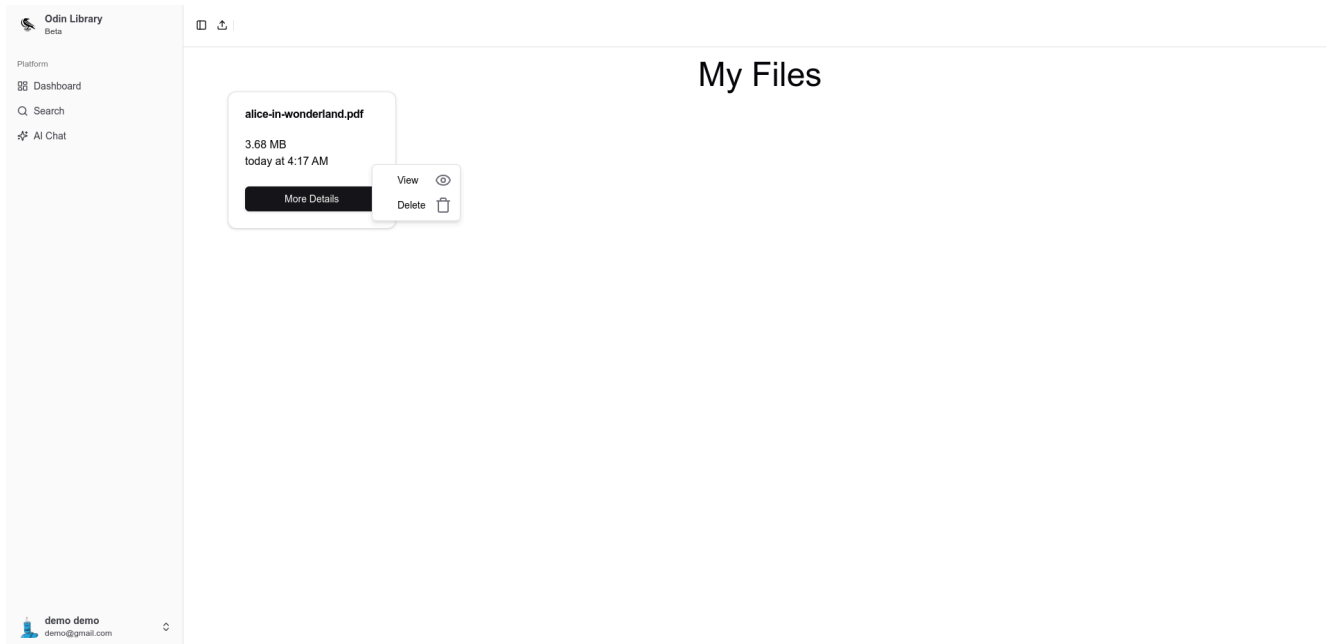 Odin Library
Beta
Platform
Dashboard
Search
AI Chat
My Files
alice-in-wonderland.pdf
3.68 MB
today at 4:17 AM
More Details
View
Delete
demo demo
demo@gmail.com